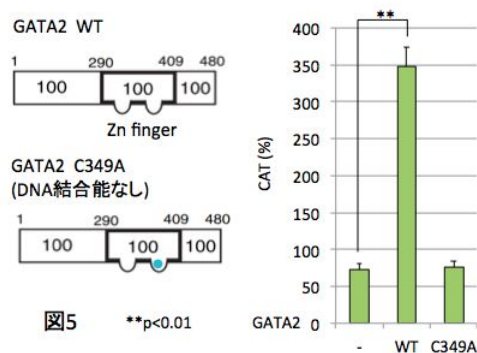 GATA2 WT
1 290 409 480
100 100 100
Zn finger
GATA2 C349A
(DNA結合能なし)
1 290 409 480
100 100 100
図5 **p<0.01
**
CAT (%)
400
350
300
250
200
150
100
50
0
GATA2
- WT C349A